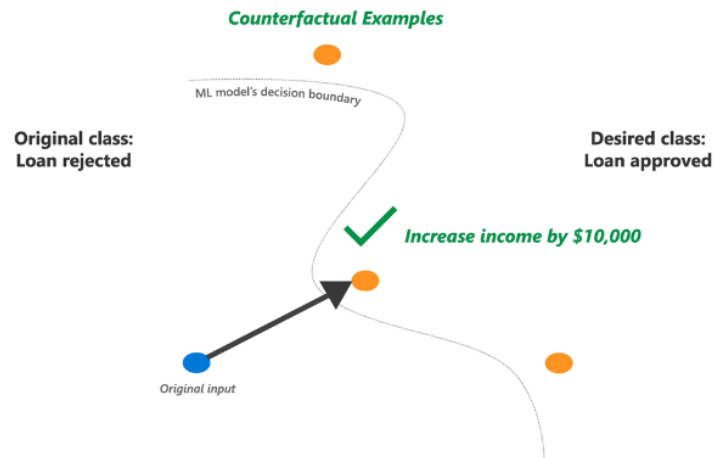 Counterfactual Examples
ML model's decision boundary
Original class:
Loan rejected
Desired class:
Loan approved
Increase income by $10,000
Original input